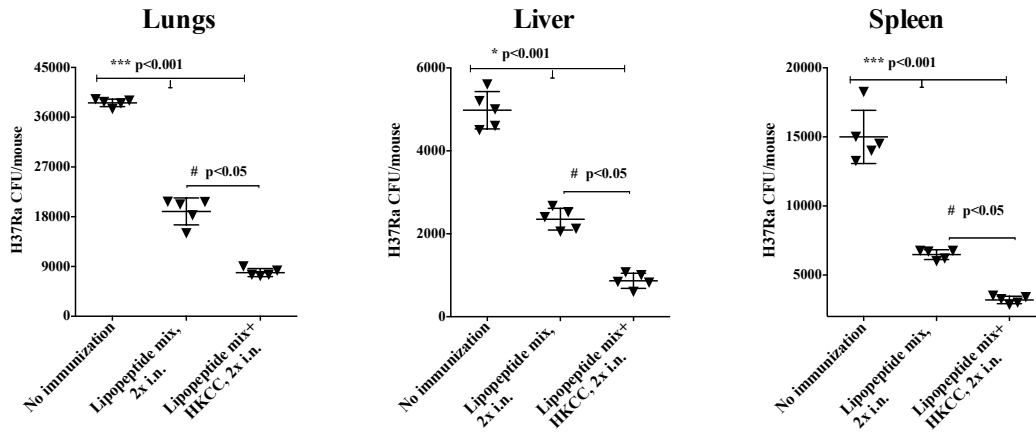 Lungs
*** p<0.001
# p<0.05
H37Ra CFU/mouse
45000
36000
27000
18000
9000
0
No immunization
Lipopeptide mix,
2x i.n.
Lipopeptide mix+
HKCC, 2x i.n.
Liver
* p<0.001
# p<0.05
H37Ra CFU/mouse
6000
4000
2000
0
No immunization
Lipopeptide mix,
2x i.n.
Lipopeptide mix+
HKCC, 2x i.n.
Spleen
*** p<0.001
# p<0.05
H37Ra CFU/mouse
20000
15000
10000
5000
No immunization
Lipopeptide mix,
2x i.n.
Lipopeptide mix+
HKCC, 2x i.n.